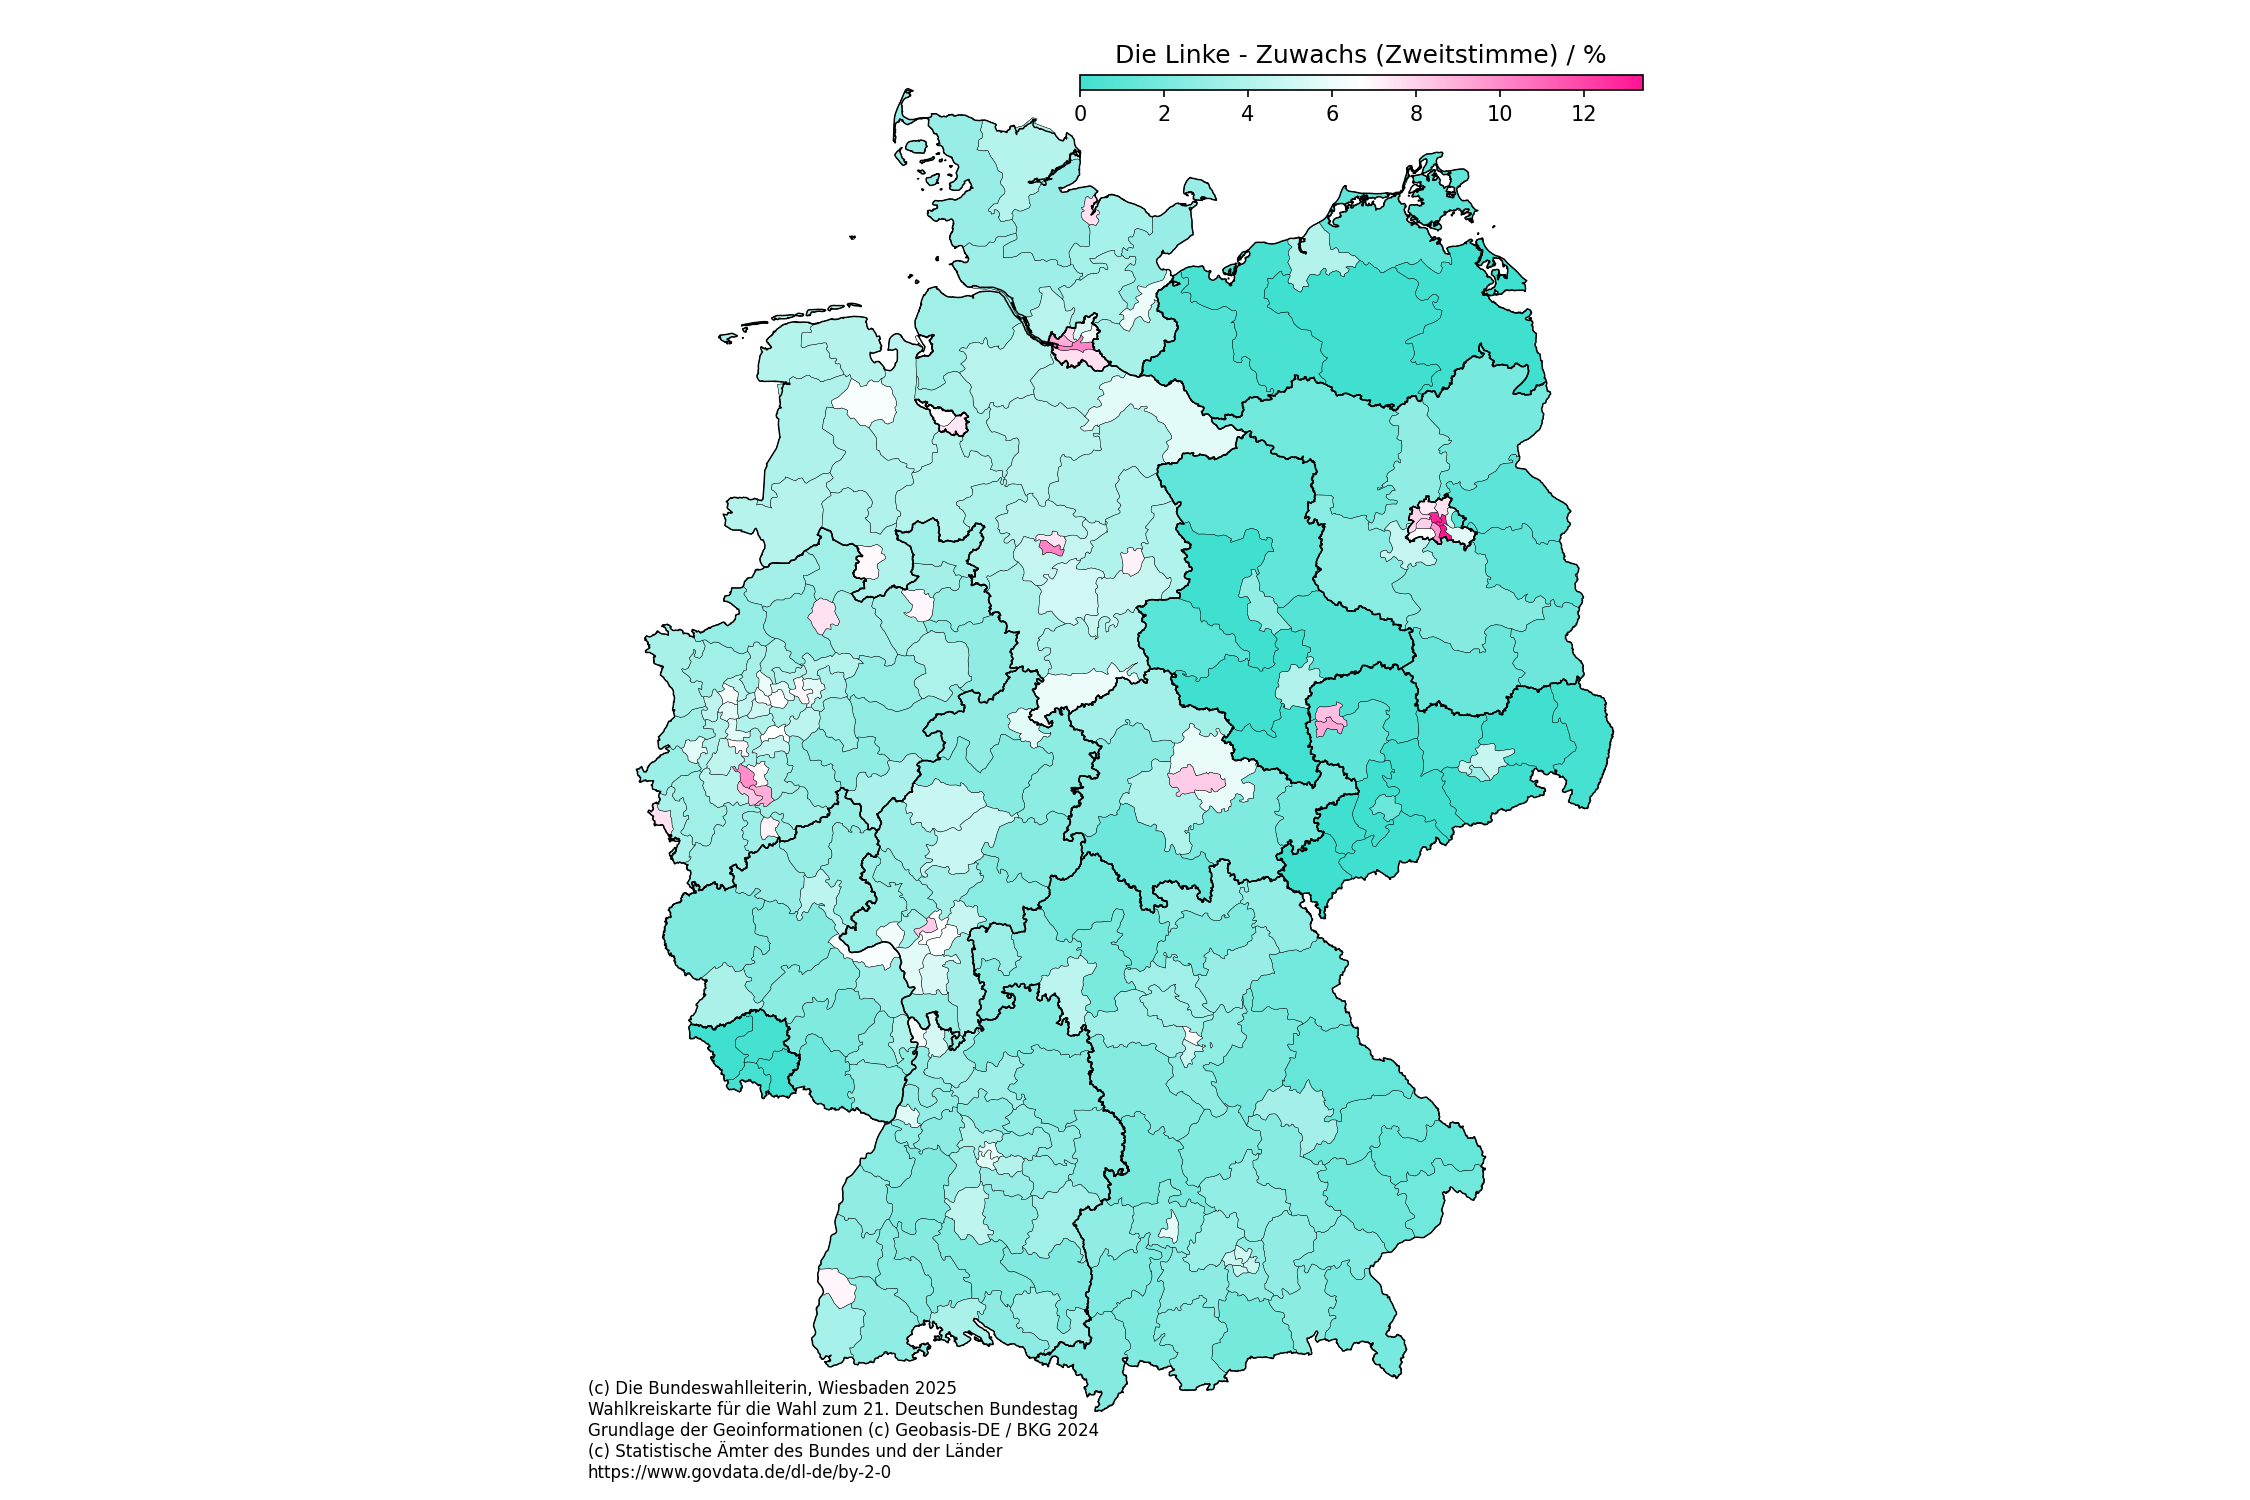 Die Linke - Zuwachs (Zweitstimme) / %
0 2 4 6 8 10 12
(c) Die Bundeswahlleiterin, Wiesbaden 2025
Wahlkreiskarte für die Wahl zum 21. Deutschen Bundestag
Grundlage der Geoinformationen (c) Geobasis-DE / BKG 2024
(c) Statistische Ämter des Bundes und der Länder
https://www.govdata.de/dl-de/by-2-0